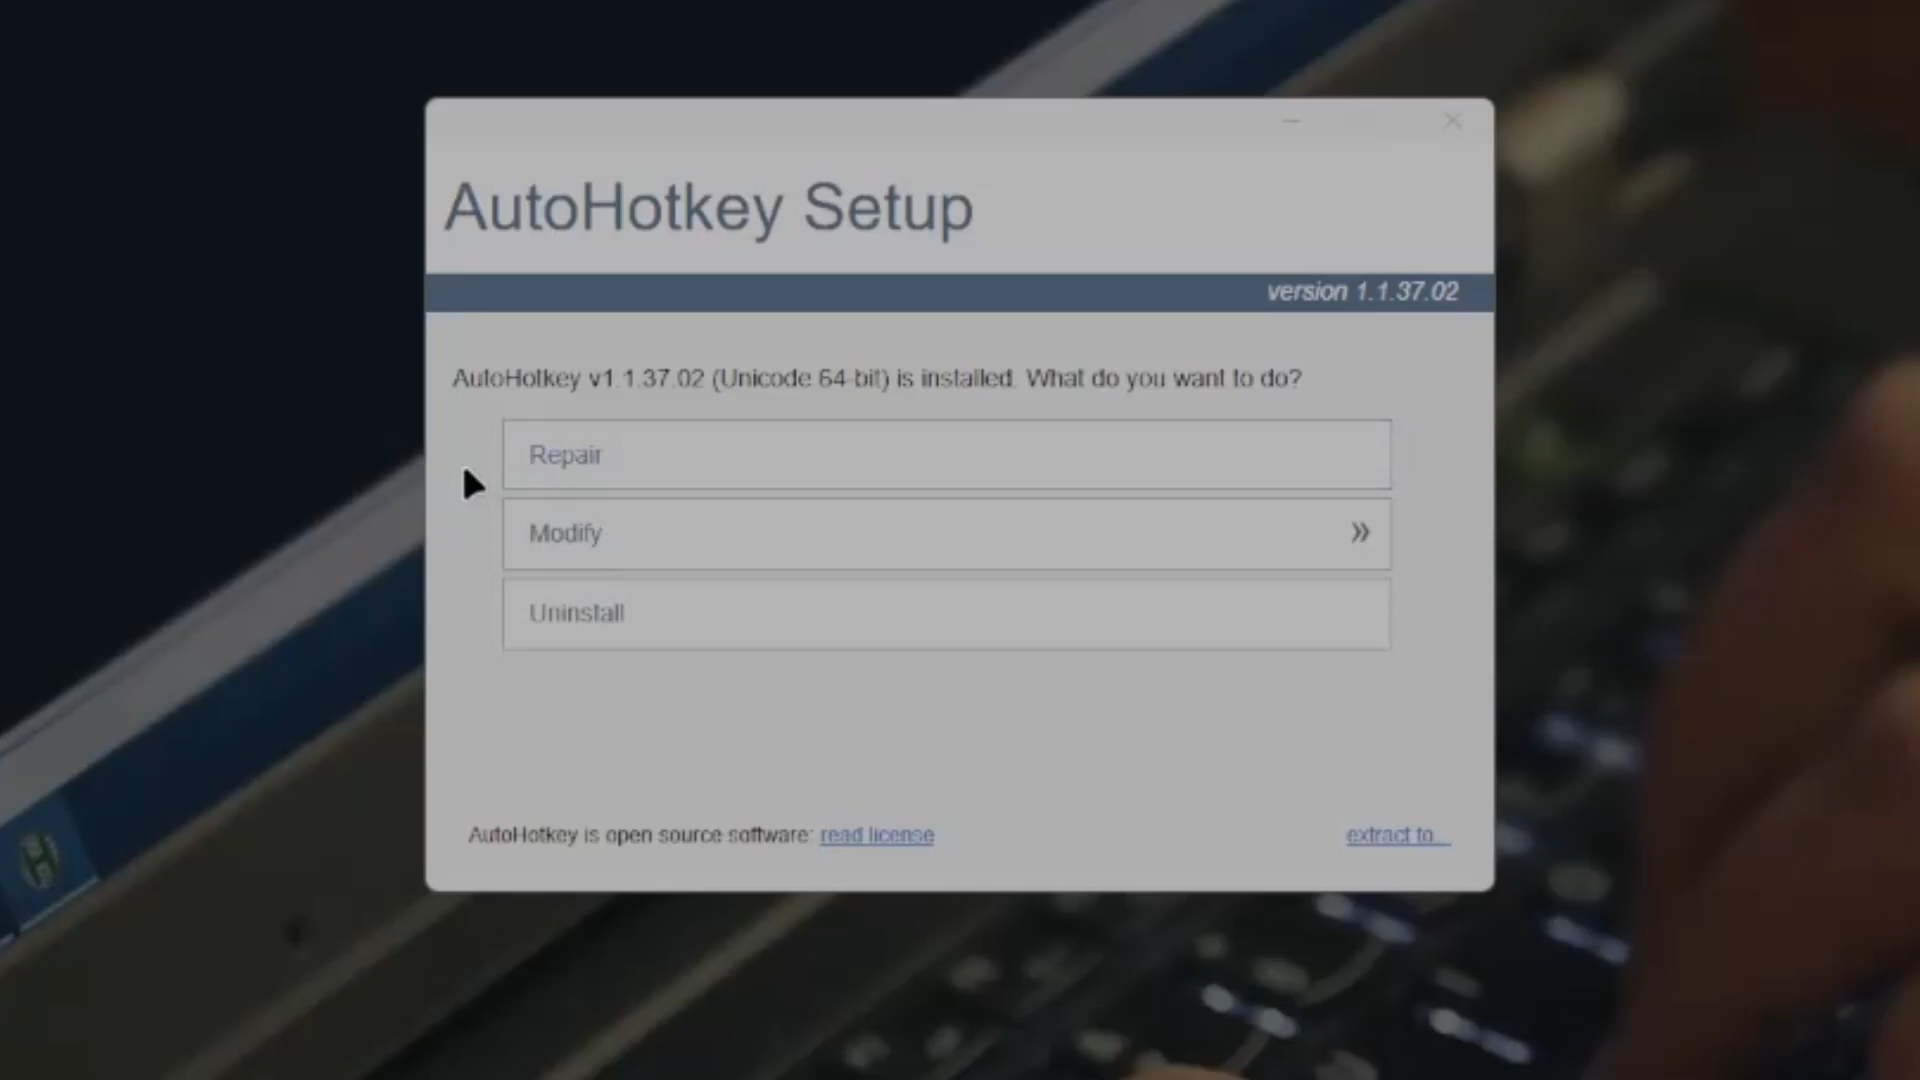 AutoHotkey Setup
version 1.1.37.02
AutoHotkey v1.1.37.02 (Unicode 64-bit) is installed. What do you want to do?
Repair
Modify »
Uninstall
AutoHotkey is open source software: read license
extract to...